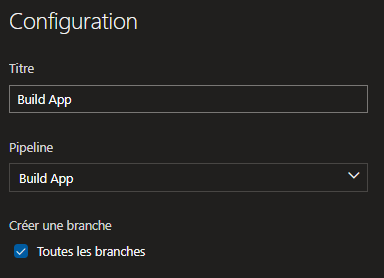 Configuration
Titre
Build App
Pipeline
Build App
Créer une branche
Toutes les branches